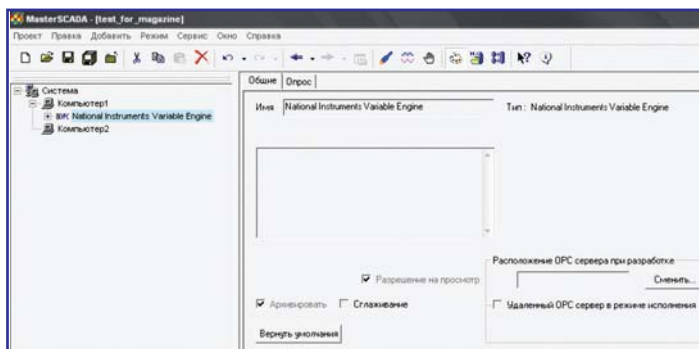 MasterSCADA - [test_for_magazine]
Проект Правка Добавить Режим Сервис Окно Справка
Система
Компьютер1
OPC National Instruments Variable Engine
Компьютер2
Общие Опрос
Имя National Instruments Variable Engine Тип : National Instruments Variable Engine
Расположение OPC сервера при разработке
Разрешение на просмотр
Сменить...
Архивировать Сглаживание
Удаленный OPC сервер в режиме исполнения
Вернуть умолчания